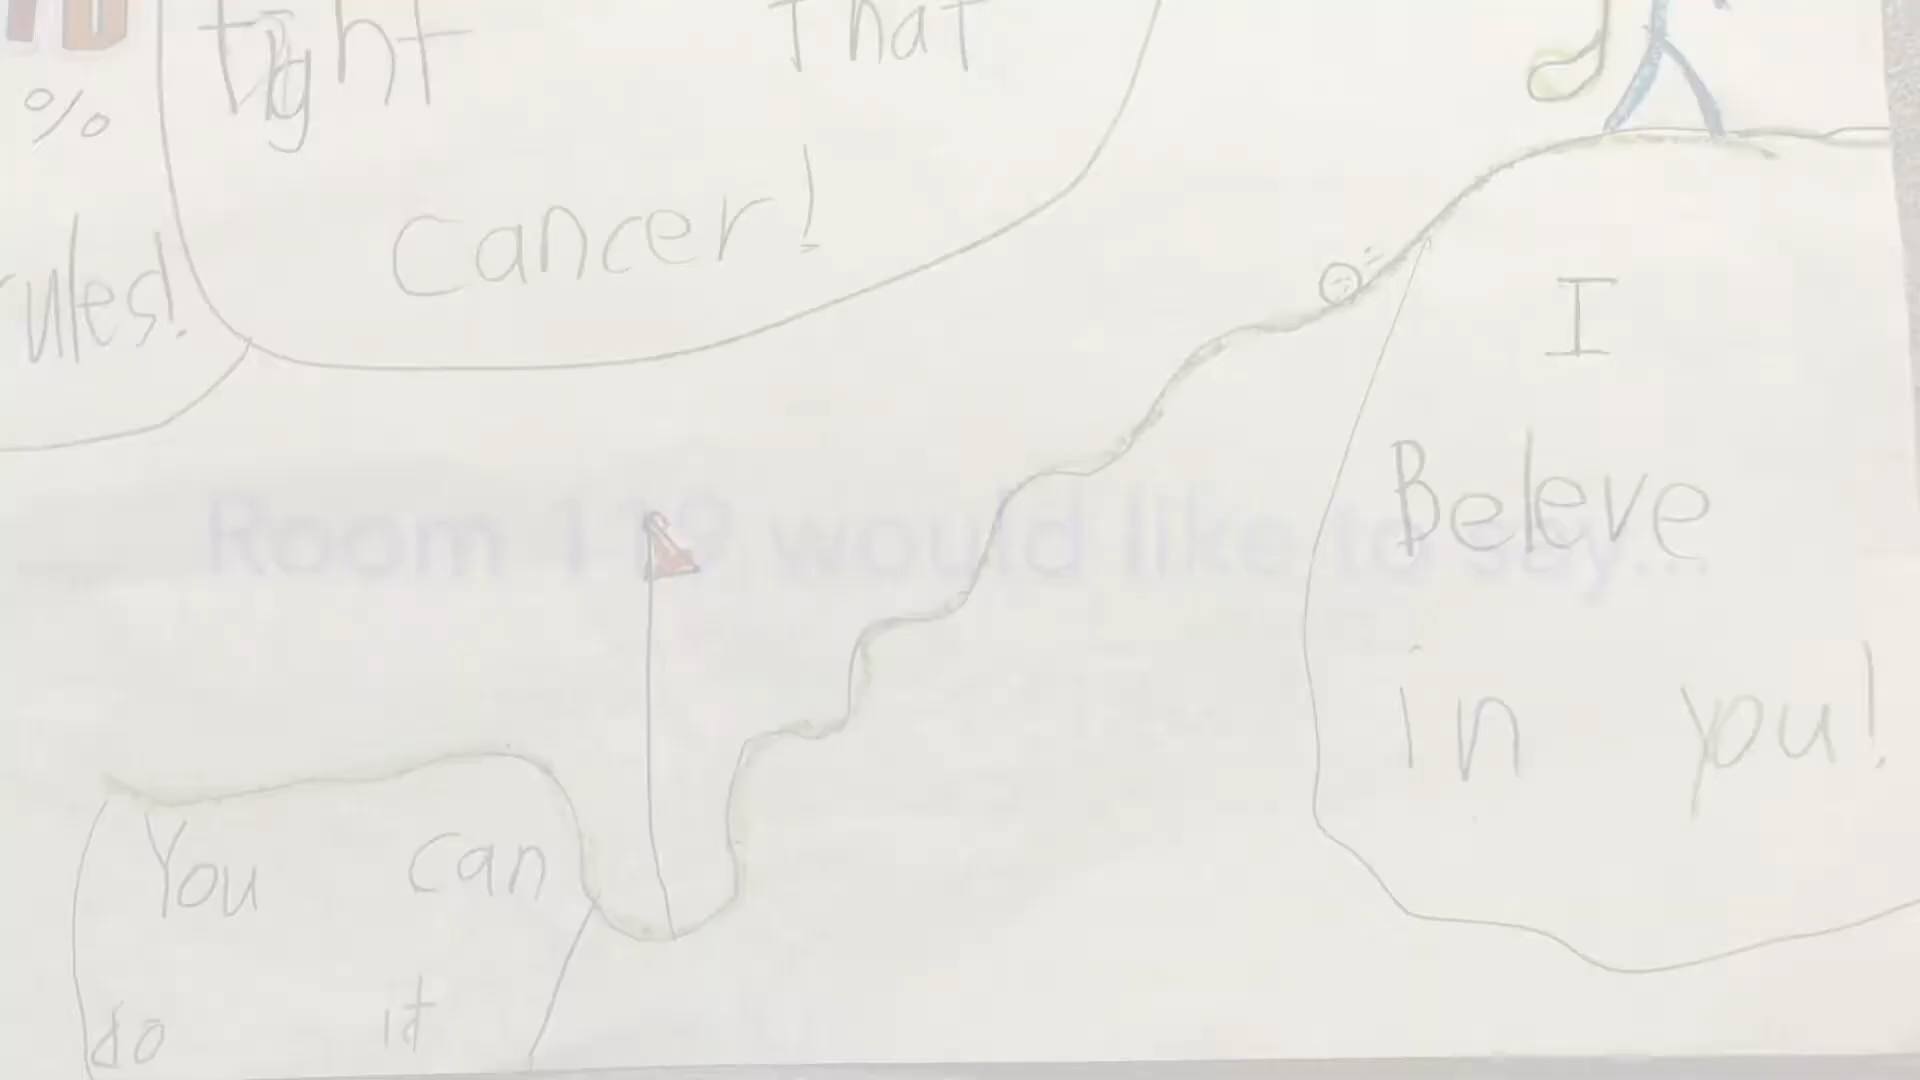 fight That
cancer!
%
rules!
Room 119 would like to say...
I
Beleve
in you!
You can
do it